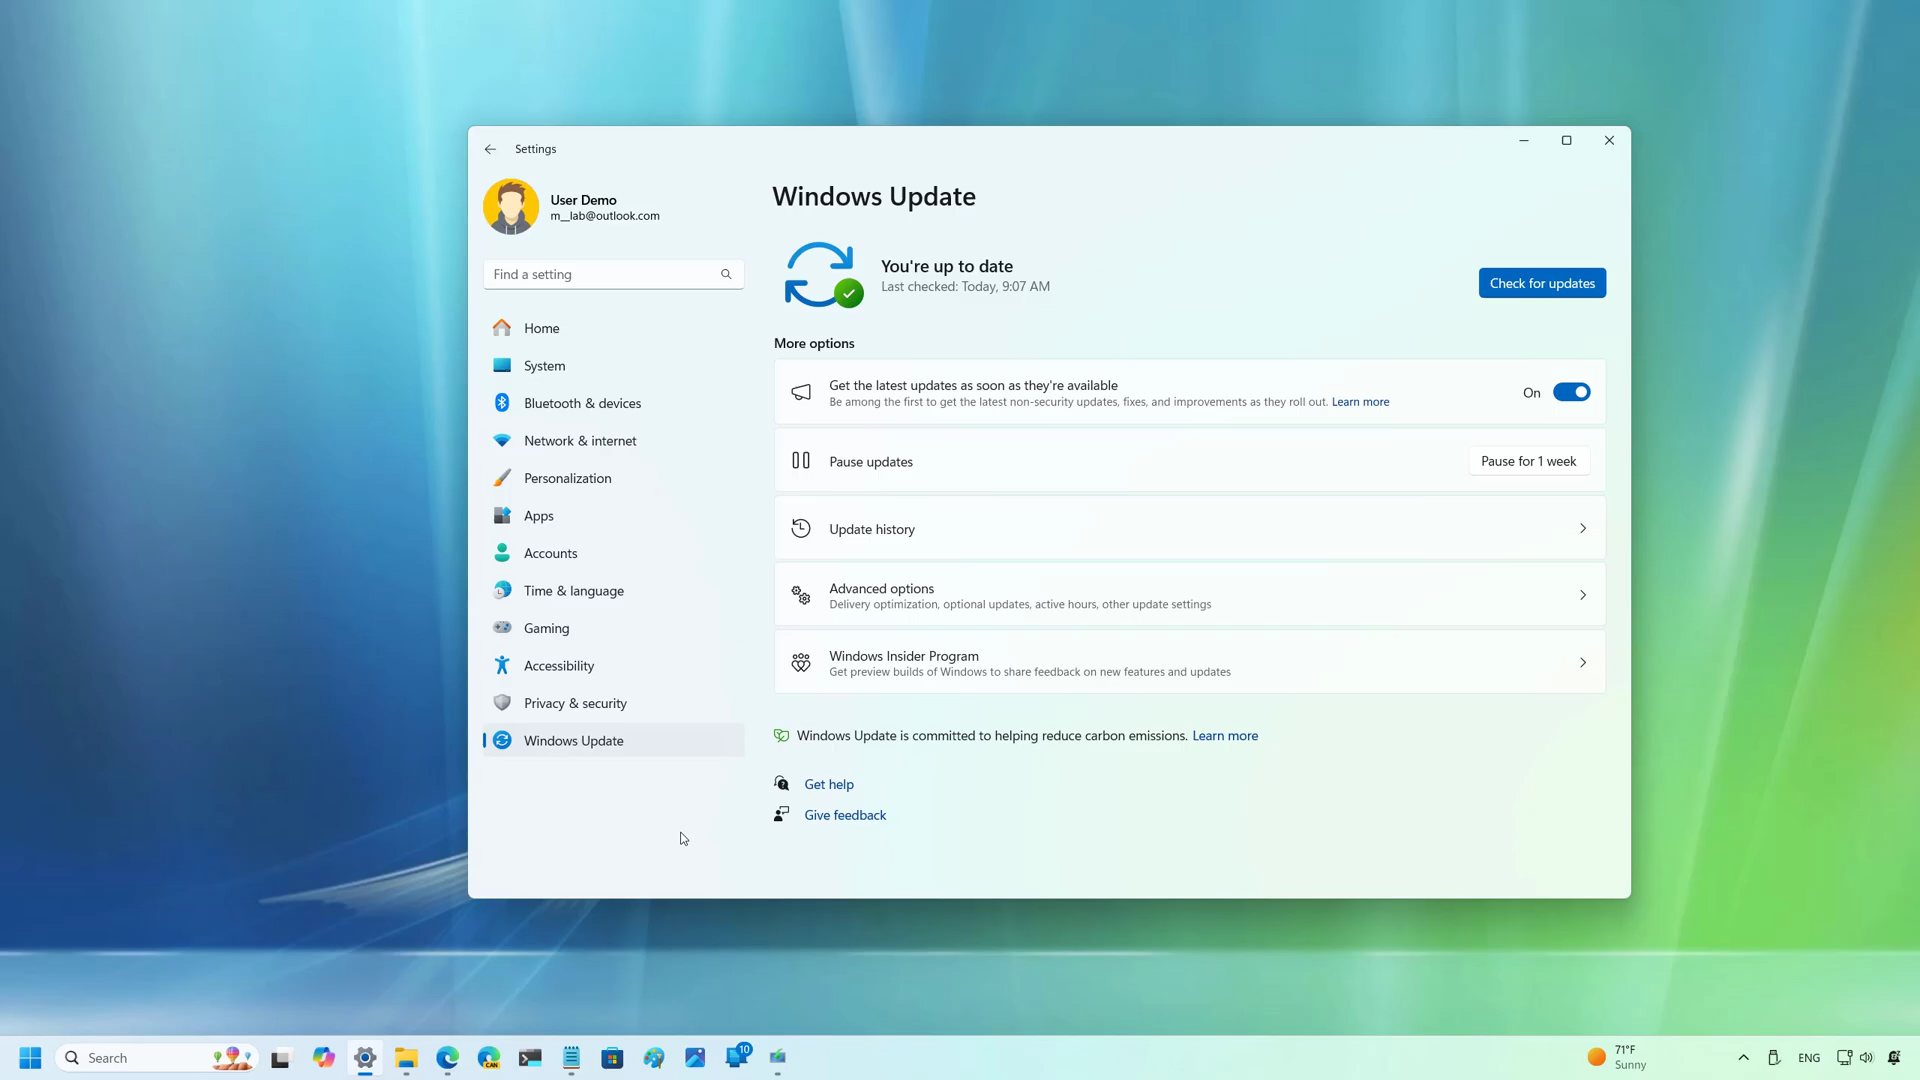 Settings
User Demo
m__lab@outlook.com
Find a setting
Home
System
Bluetooth & devices
Network & internet
Personalization
Apps
Accounts
Time & language
Gaming
Accessibility
Privacy & security
Windows Update
Windows Update
You're up to date
Last checked: Today, 9:07 AM
Check for updates
More options
Get the latest updates as soon as they're available
Be among the first to get the latest non-security updates, fixes, and improvements as they roll out. Learn more
On
Pause updates
Pause for 1 week
Update history
Advanced options
Delivery optimization, optional updates, active hours, other update settings
Windows Insider Program
Get preview builds of Windows to share feedback on new features and updates
Windows Update is committed to helping reduce carbon emissions. Learn more
Get help
Give feedback
Search
CAN
10
71°F
Sunny
ENG